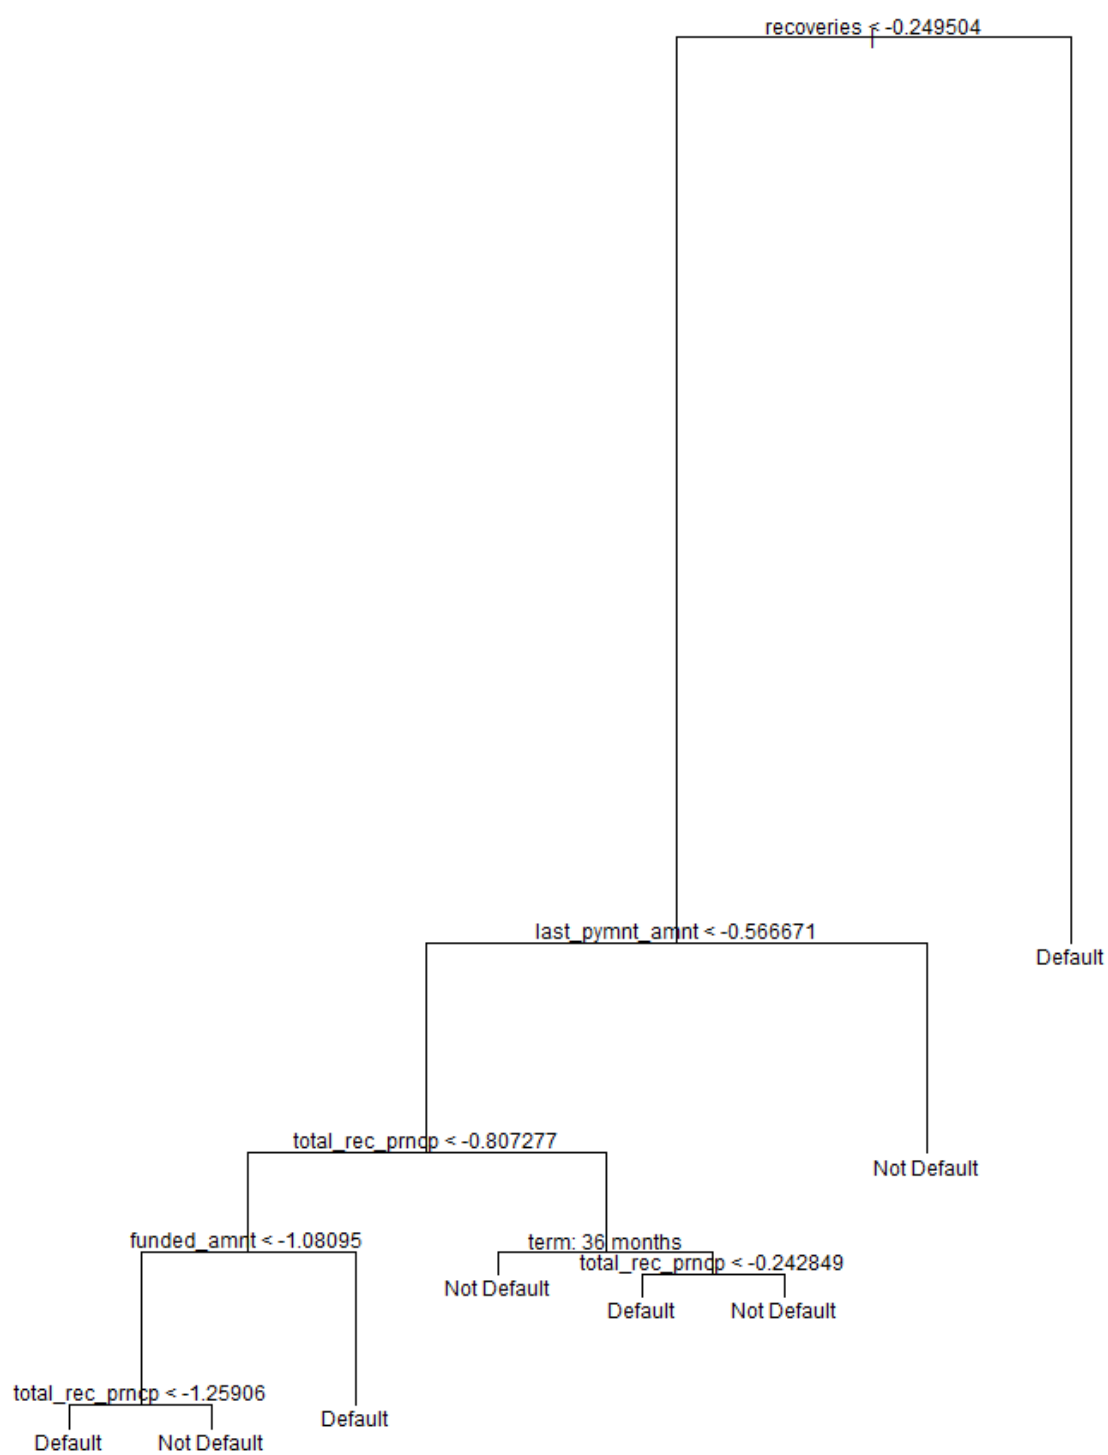 recoveries < -0.249504
last_pymnt_amnt < -0.566671
Default
total_rec_prncp < -0.807277
Not Default
funded_amnt < -1.08095
term: 36 months
total_rec_prncp < -0.242849
Not Default
Default
Not Default
total_rec_prncp < -1.25906
Default
Default
Not Default